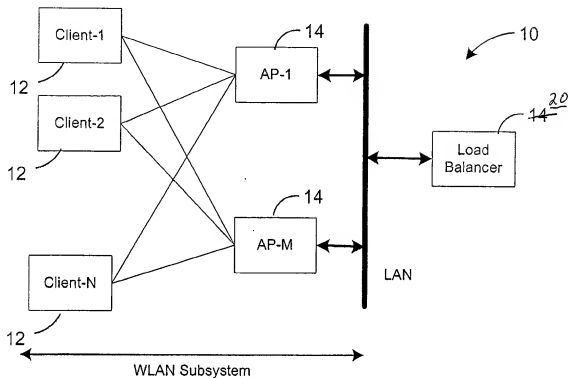 Client-1
12
Client-2
12
Client-N
12
14
AP-1
14
AP-M
LAN
10
14 20
Load
Balancer
WLAN Subsystem